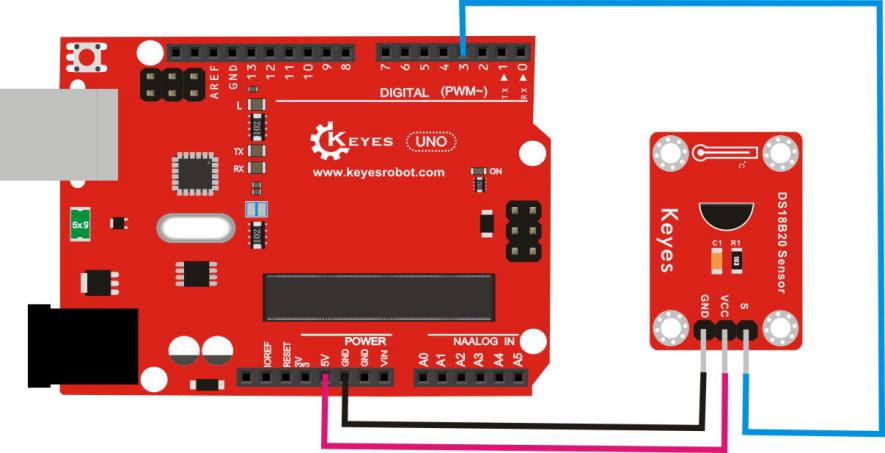 AREF
GND
13
12
11
10
9
8
7
6
5
4
3
2
TX ▶ 1
RX ▶ 0
DIGITAL (PWM~)
L
102
TX
RX
102
KEYES UNO
www.keyesrobot.com
ON
5x9
POWER
NAALOG IN
IOREF
RESET
3V3
5V
GND
GND
VIN
A0
A1
A2
A3
A4
A5
°C
Keyes
DS18B20 Sensor
C1
R1
GND
VCC
S